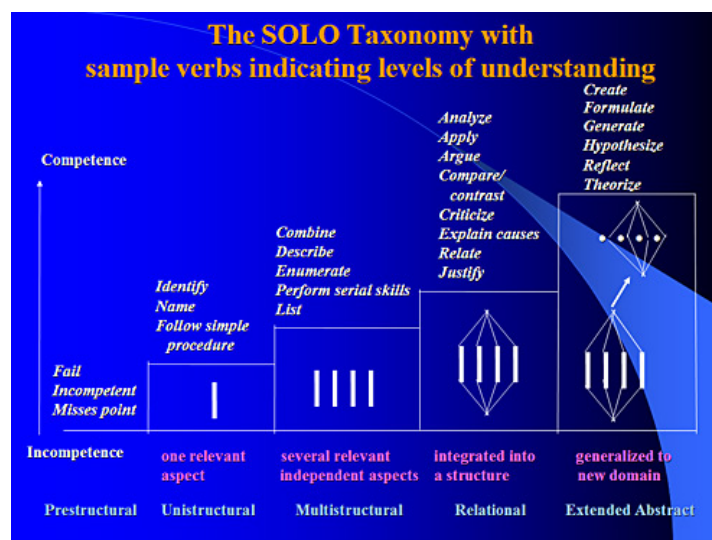 The SOLO Taxonomy with
sample verbs indicating levels of understanding
Competence
Fail
Incompetent
Misses point
Identify
Name
Follow simple
procedure
Combine
Describe
Enumerate
Perform serial skills
List
Analyze
Apply
Argue
Compare/
contrast
Criticize
Explain causes
Relate
Justify
Create
Formulate
Generate
Hypothesize
Reflect
Theorize
Incompetence
one relevant
aspect
several relevant
independent aspects
integrated into
a structure
generalized to
new domain
Prestructural
Unistructural
Multistructural
Relational
Extended Abstract